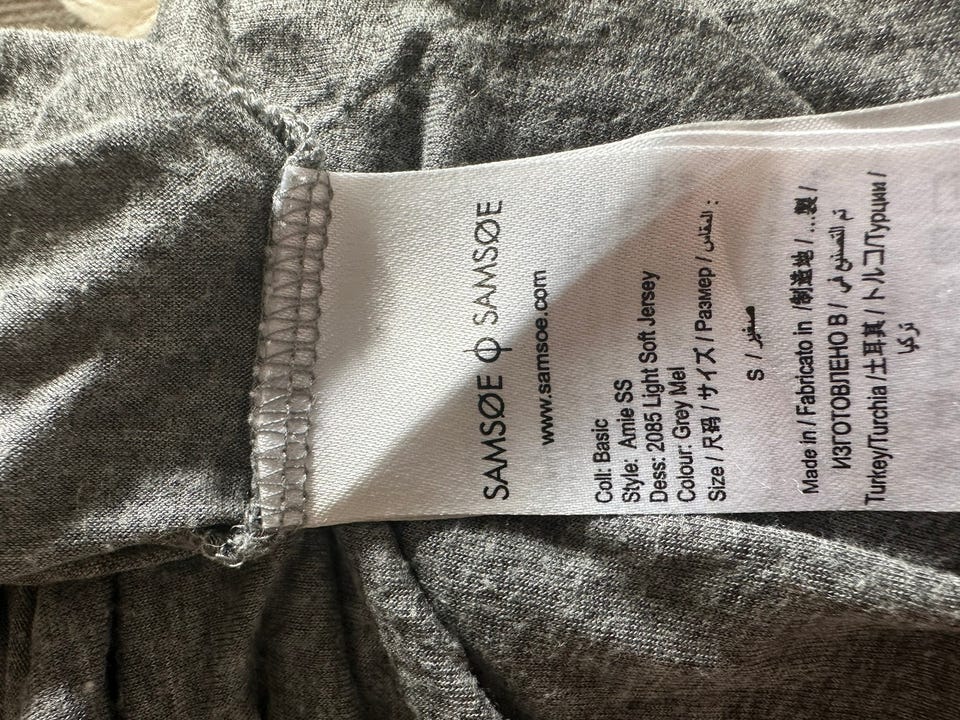 SAMSØE ɸ SAMSØE
www.samsoe.com
Coll: Basic
Style: Amie SS
Dess: 2085 Light Soft Jersey
Colour: Grey Mel
Size / 尺码 / サイズ / Размер / المقاس :
S / صغير
Made in / Fabricato in /制造地 / ...製 /
ИЗГОТОВЛЕНО В / تم التصنيع في
Turkey/Turchia /土耳其 / トルコ/Турции /
تركيا